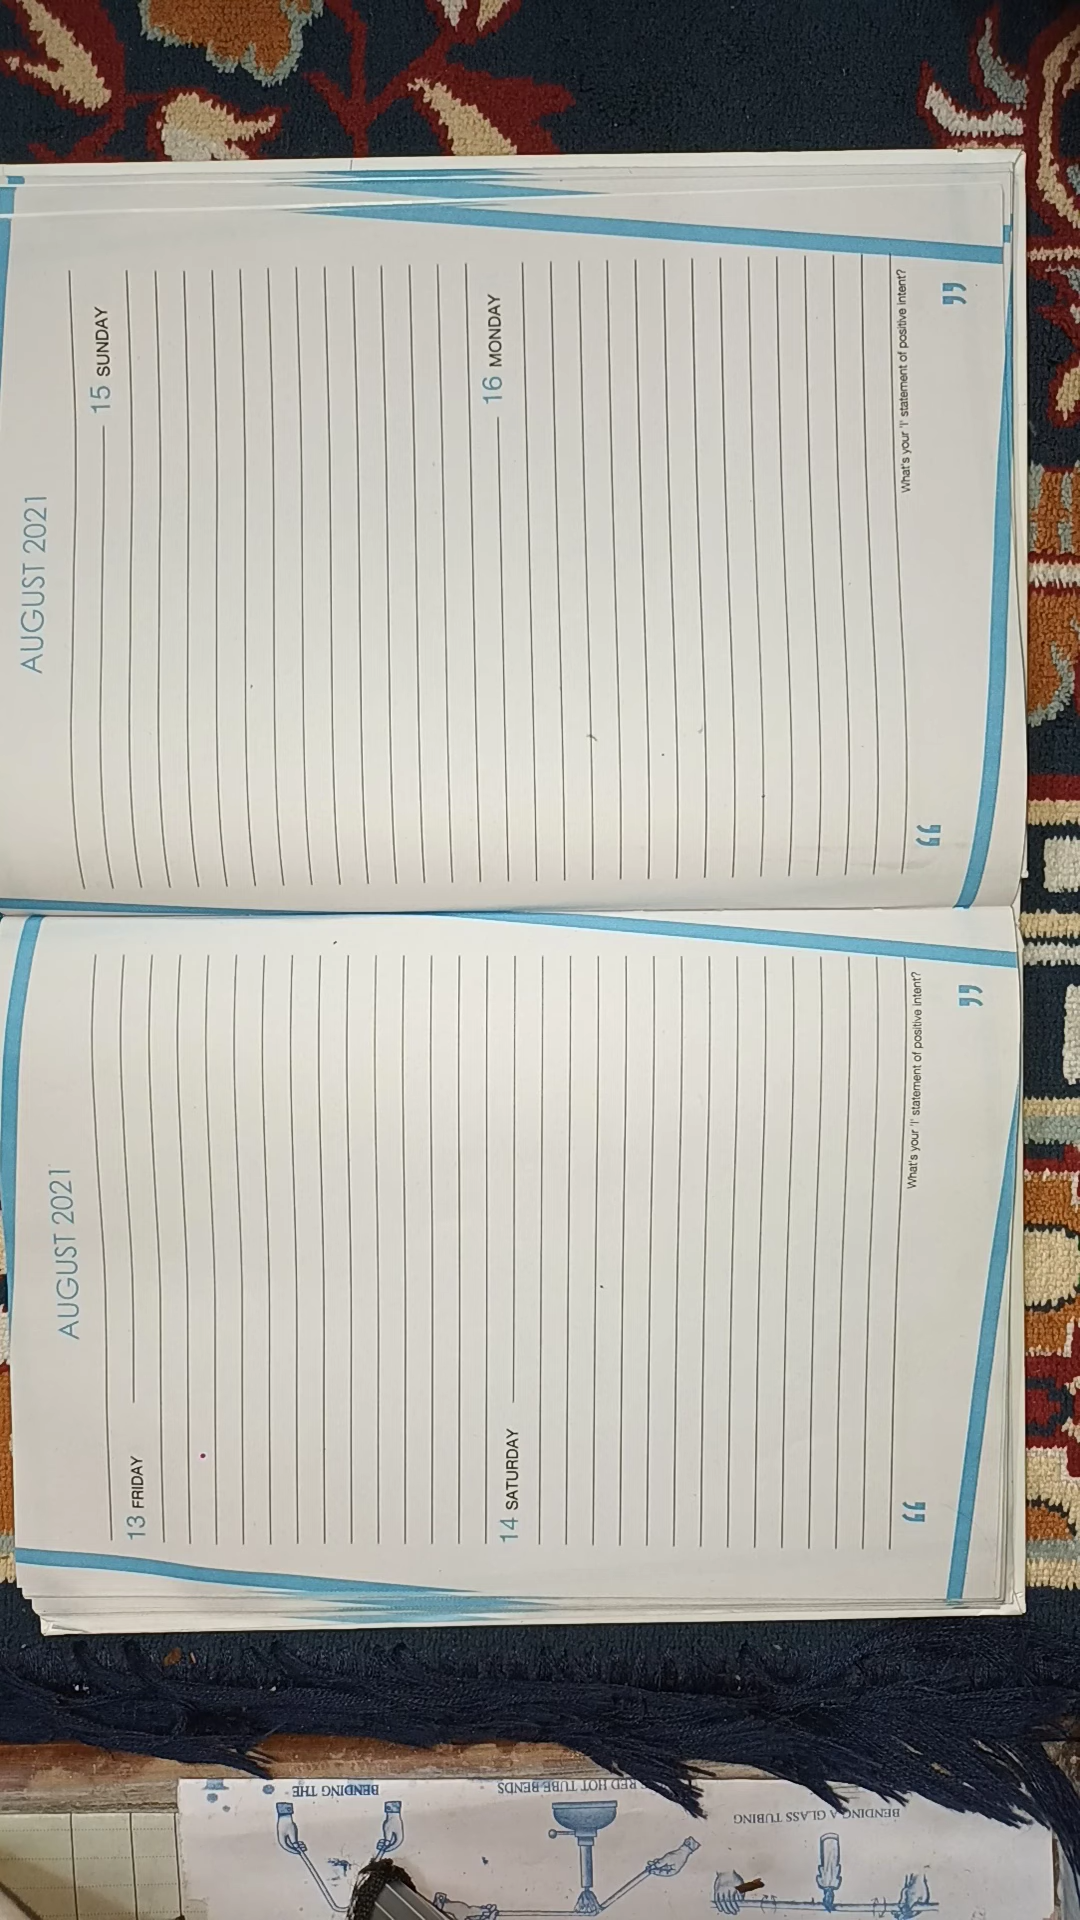 AUGUST 2021
13 FRIDAY
14 SATURDAY
What's your 'I' statement of positive intent?
“ ”
AUGUST 2021
15 SUNDAY
16 MONDAY
What's your 'I' statement of positive intent?
“ ”
BENDING A GLASS TUBING
RED HOT TUBE BENDS
BENDING THE